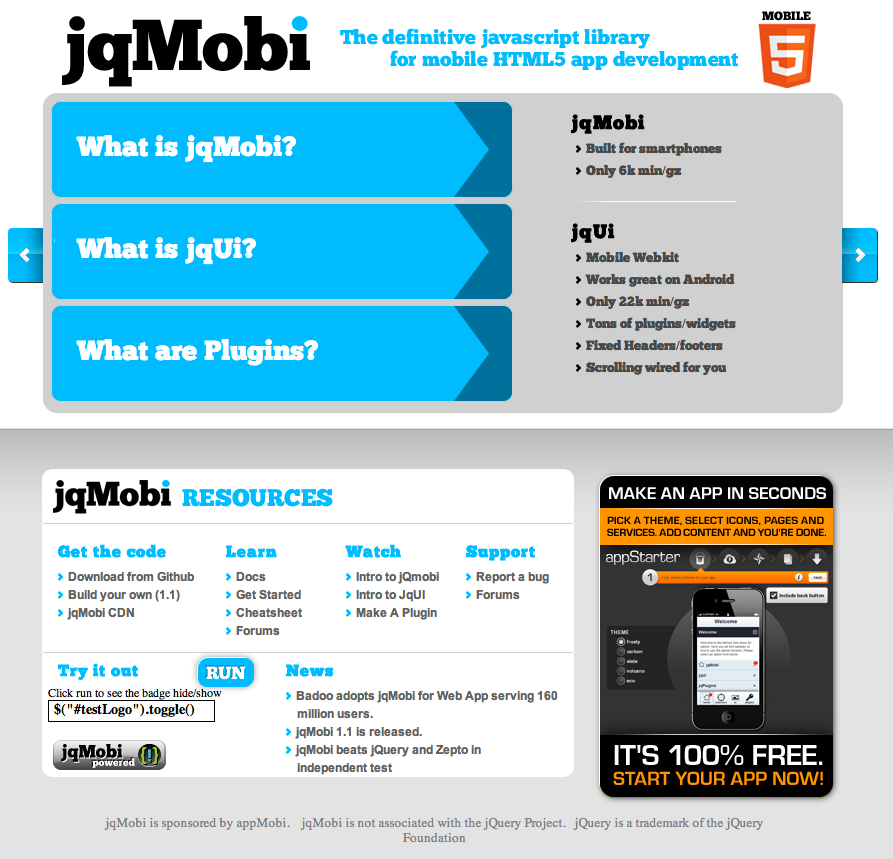 jqMobi
The definitive javascript library
for mobile HTML5 app development
MOBILE
5
What is jqMobi?
What is jqUi?
What are Plugins?
jqMobi
Built for smartphones
Only 6k min/gz
jqUi
Mobile Webkit
Works great on Android
Only 22k min/gz
Tons of plugins/widgets
Fixed Headers/footers
Scrolling wired for you
jqMobi RESOURCES
Get the code
Download from Github
Build your own (1.1)
jqMobi CDN
Learn
Docs
Get Started
Cheatsheet
Forums
Watch
Intro to jQmobi
Intro to JqUI
Make A Plugin
Support
Report a bug
Forums
Try it out
RUN
Click run to see the badge hide/show
$("#testLogo").toggle()
jqMobi
powered
News
Badoo adopts jqMobi for Web App serving 160
million users.
jqMobi 1.1 is released.
jqMobi beats jQuery and Zepto in
independent test
MAKE AN APP IN SECONDS
PICK A THEME, SELECT ICONS, PAGES AND
SERVICES. ADD CONTENT AND YOU'RE DONE.
appStarter
1
include back button
THEME
frosty
carbon
slate
volcano
eco
Welcome
Welcome
jqMobi
jqUi
jqPlugins
IT'S 100% FREE.
START YOUR APP NOW!
jqMobi is sponsored by appMobi. jqMobi is not associated with the jQuery Project. jQuery is a trademark of the jQuery
Foundation